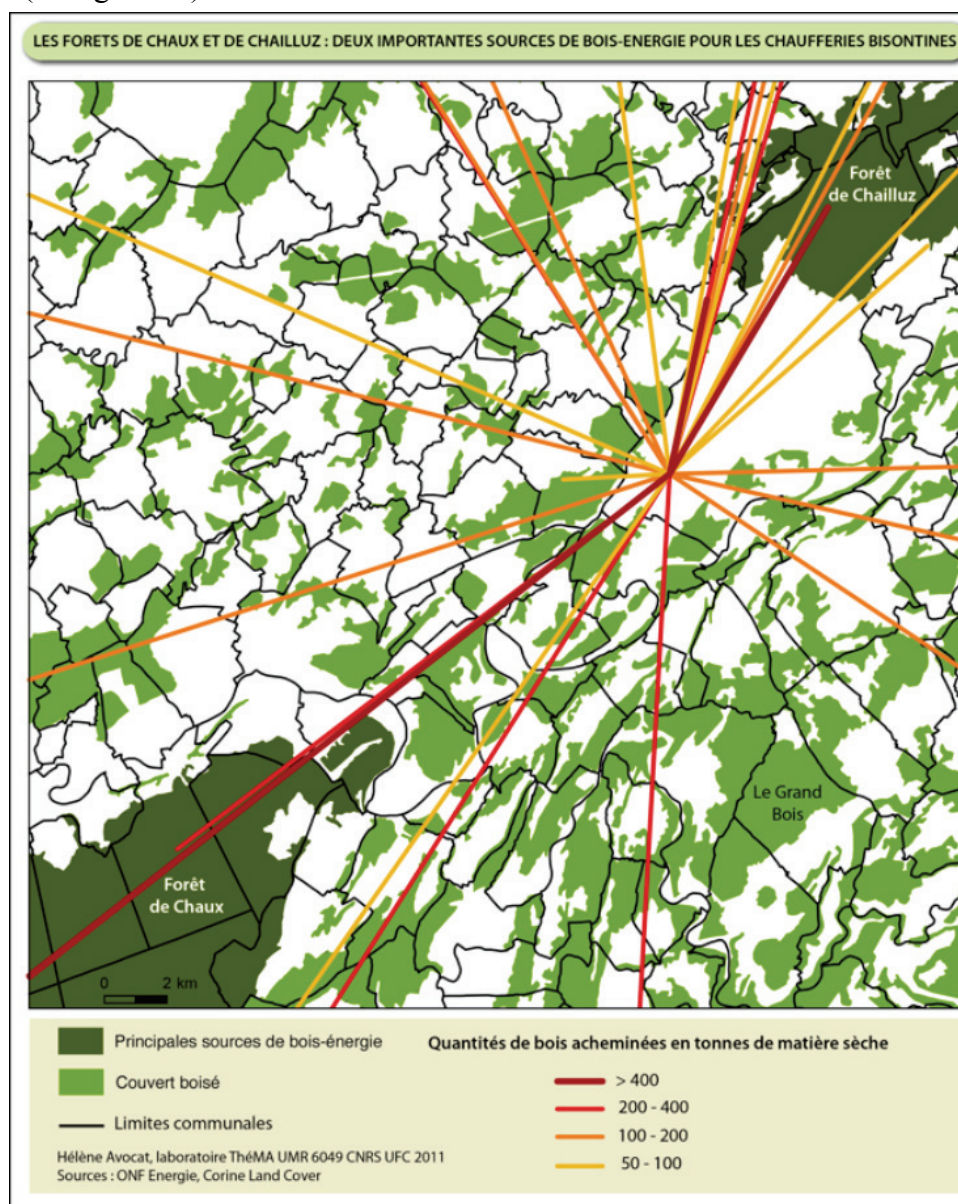 LES FORETS DE CHAUX ET DE CHAILLUZ : DEUX IMPORTANTES SOURCES DE BOIS-ENERGIE POUR LES CHAUFFERIES BISONTINES
Forêt
de Chailluz
Le Grand
Bois
Forêt
de Chaux
0 2 km
Principales sources de bois-énergie
Couvert boisé
Limites communales
Hélène Avocat, laboratoire ThéMA UMR 6049 CNRS UFC 2011
Sources : ONF Energie, Corine Land Cover
Quantités de bois acheminées en tonnes de matière sèche
> 400
200 - 400
100 - 200
50 - 100